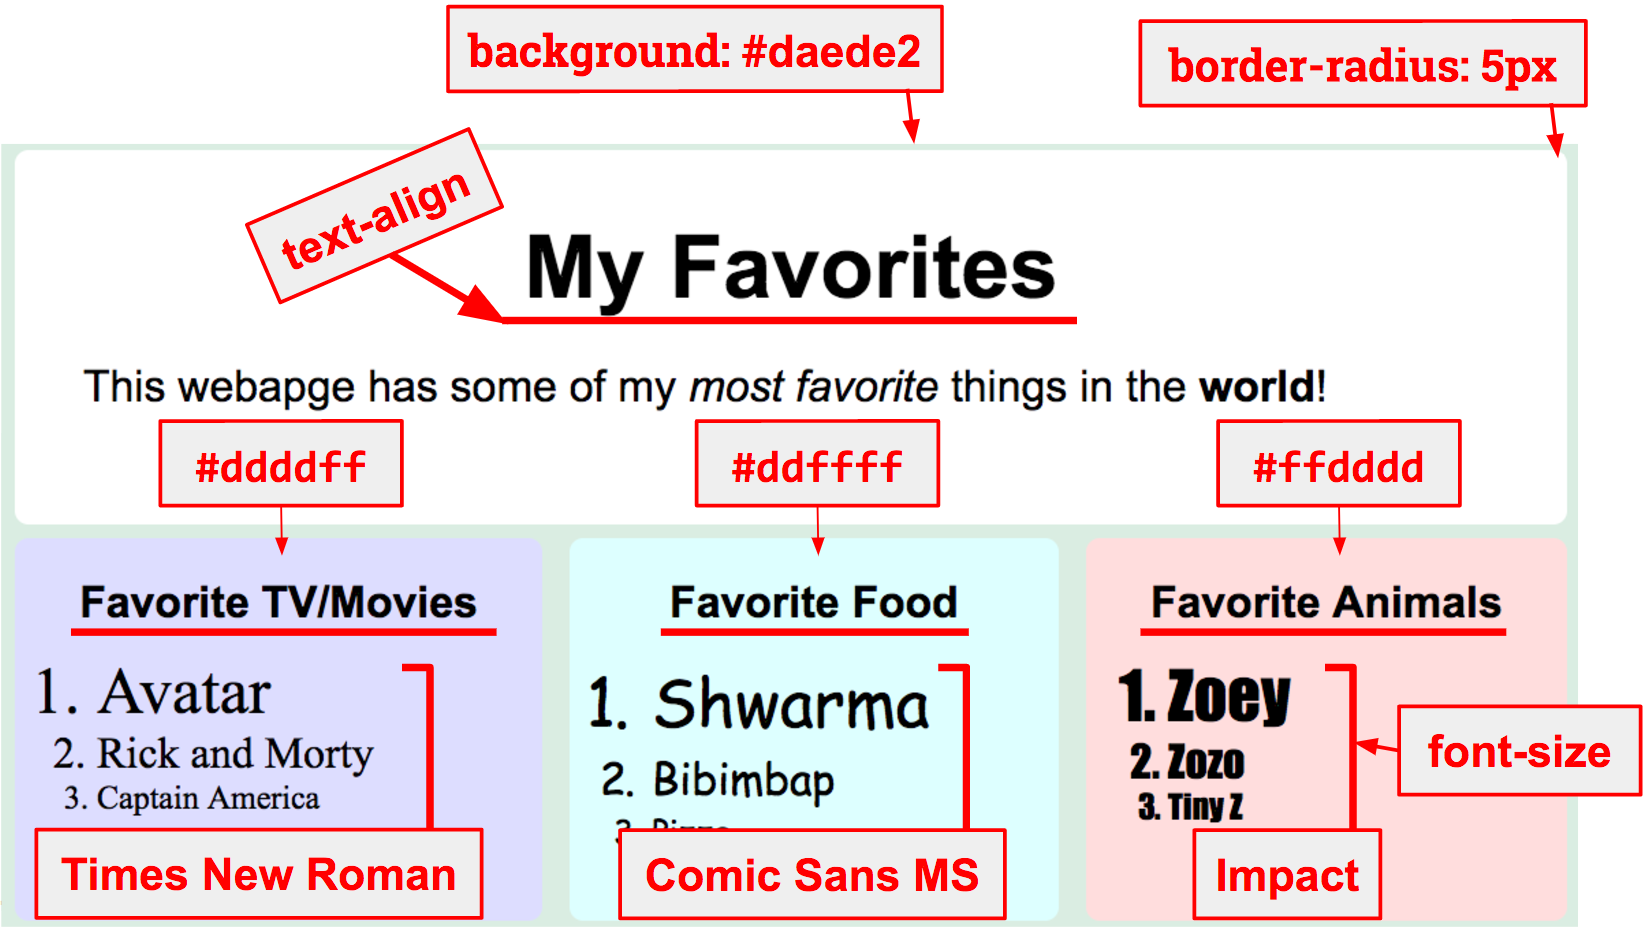 background: #daede2
border-radius: 5px
text-align
My Favorites
This webapge has some of my most favorite things in the world!
#ddddff
#ddffff
#ffdddd
Favorite TV/Movies
1. Avatar
2. Rick and Morty
3. Captain America
Times New Roman
Favorite Food
1. Shwarma
2. Bibimbap
Comic Sans MS
Favorite Animals
1. Zoey
2. Zozo
3. Tiny Z
font-size
Impact